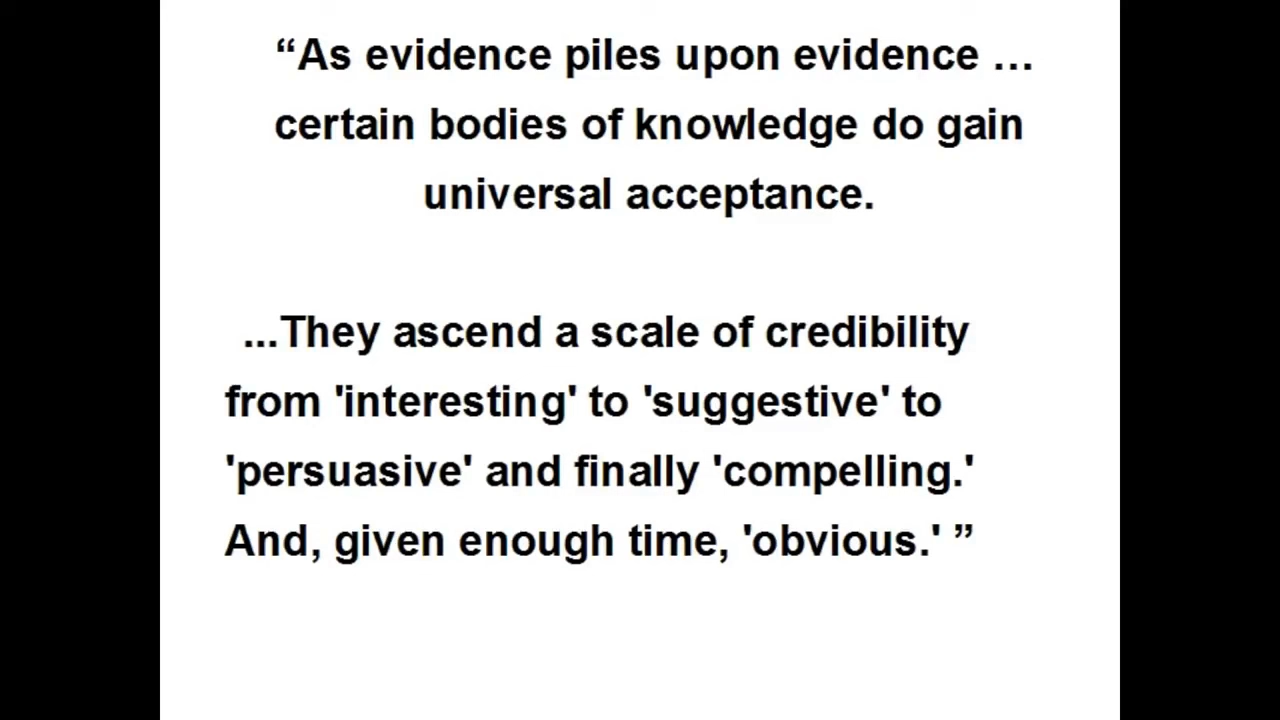 “As evidence piles upon evidence …
certain bodies of knowledge do gain
universal acceptance.
...They ascend a scale of credibility
from 'interesting' to 'suggestive' to
'persuasive' and finally 'compelling.'
And, given enough time, 'obvious.' ”